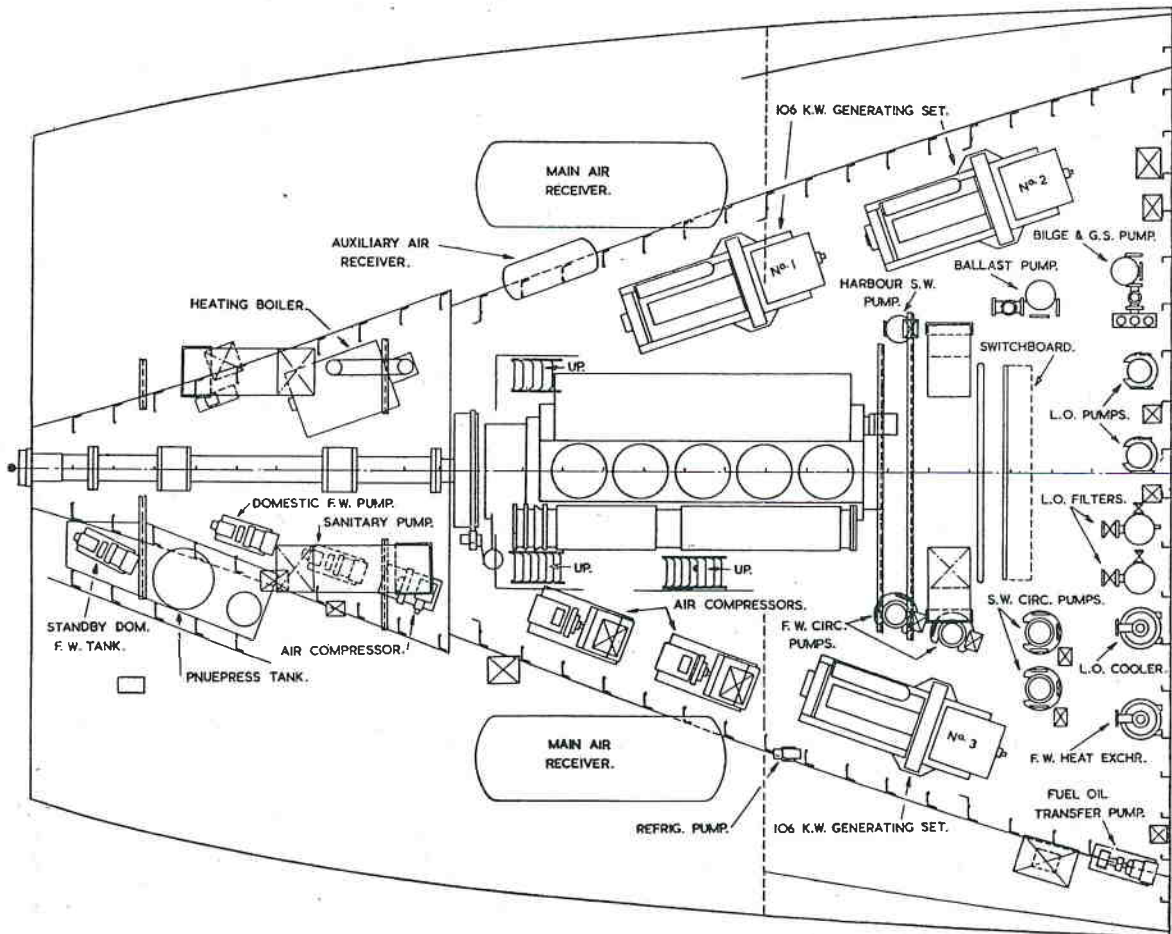 106 K.W. GENERATING SET.
MAIN AIR
RECEIVER.
No. 2
AUXILIARY AIR
RECEIVER.
BILGE & G.S. PUMP.
No. 1
BALLAST PUMP.
HARBOUR S.W.
PUMP.
HEATING BOILER.
SWITCHBOARD.
UP.
L.O. PUMPS.
DOMESTIC F.W. PUMP.
SANITARY PUMP.
L.O. FILTERS.
UP.
UP.
S.W. CIRC. PUMPS.
AIR COMPRESSORS.
F.W. CIRC.
PUMPS.
STANDBY DOM.
F.W. TANK.
AIR COMPRESSOR.
PNUEPRESS TANK.
L.O. COOLER.
No. 3
MAIN AIR
RECEIVER.
F.W. HEAT EXCHR.
FUEL OIL
TRANSFER PUMP.
REFRIG. PUMP.
106 K.W. GENERATING SET.